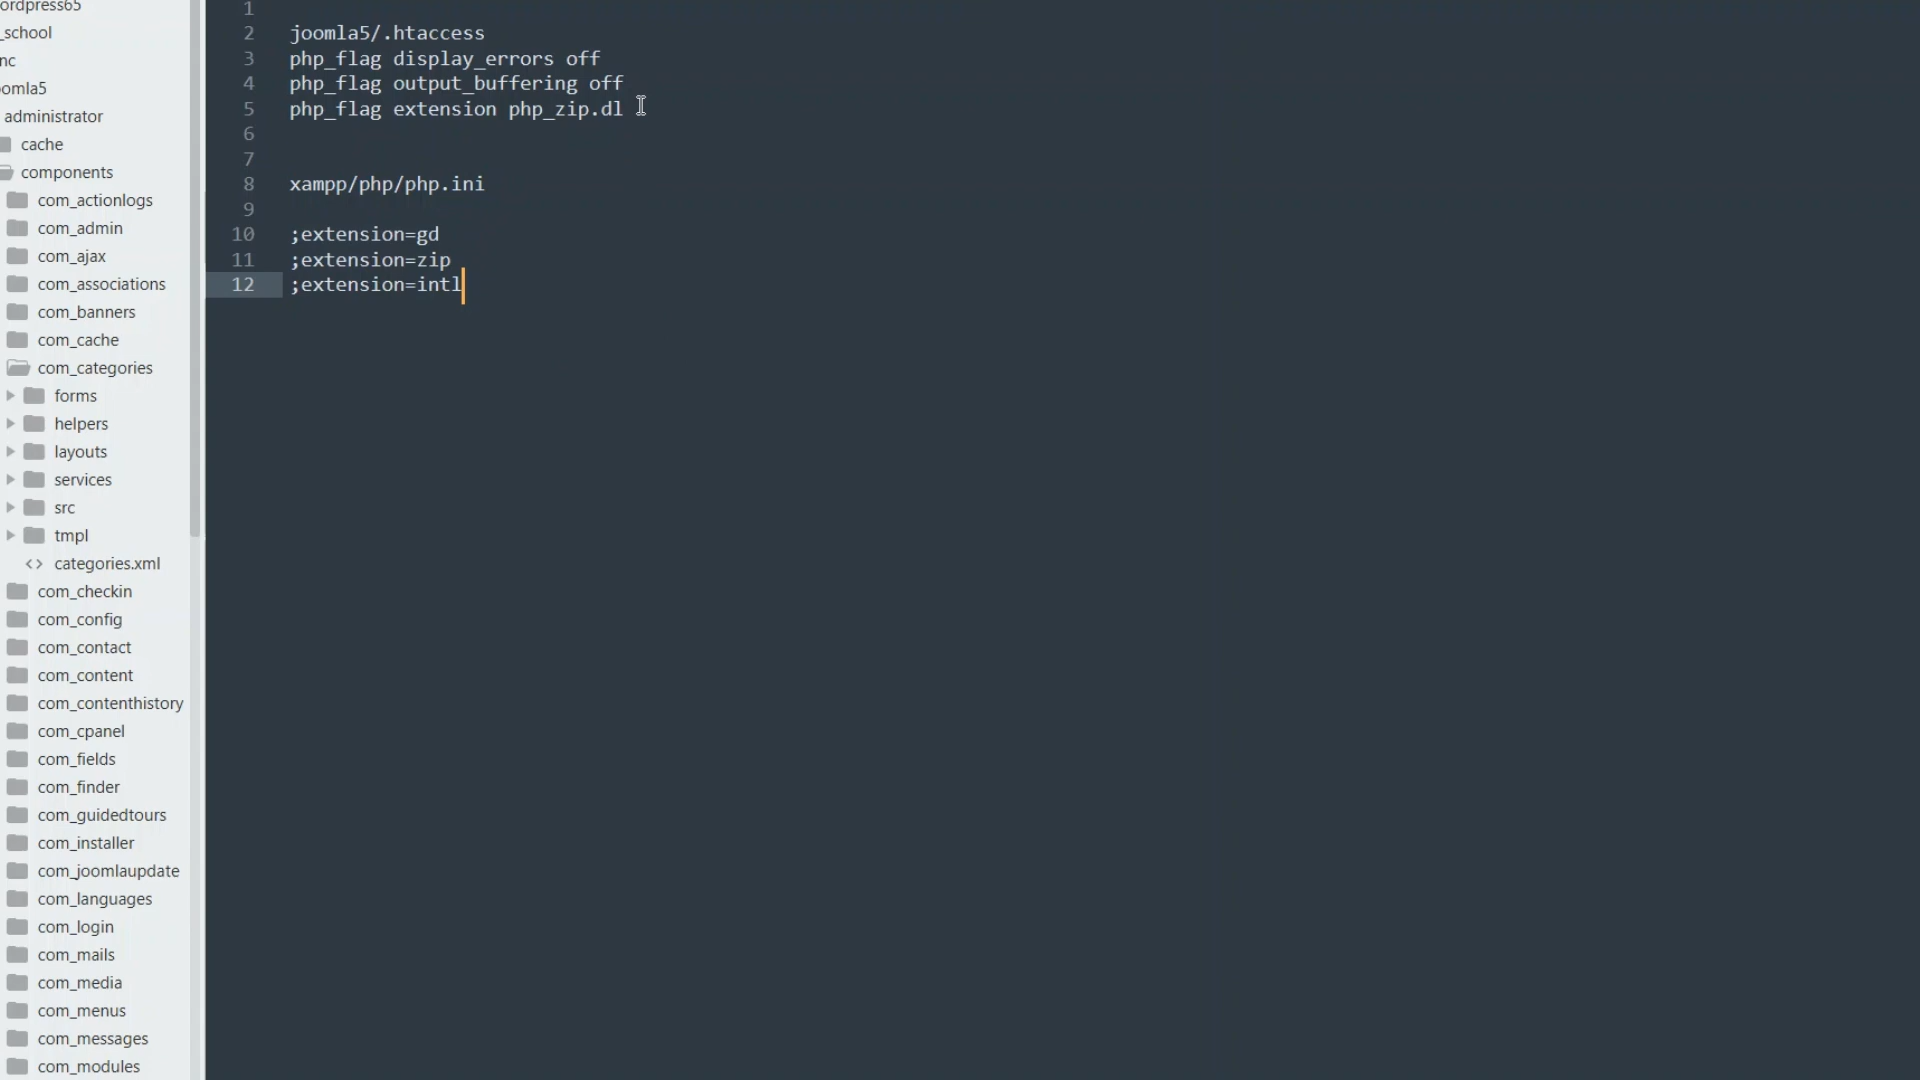 ordpress65
_school
nc
omla5
administrator
cache
components
com_actionlogs
com_admin
com_ajax
com_associations
com_banners
com_cache
com_categories
forms
helpers
layouts
services
src
tmpl
<> categories.xml
com_checkin
com_config
com_contact
com_content
com_contenthistory
com_cpanel
com_fields
com_finder
com_guidedtours
com_installer
com_joomlaupdate
com_languages
com_login
com_mails
com_media
com_menus
com_messages
com_modules
1
2 joomla5/.htaccess
3 php_flag display_errors off
4 php_flag output_buffering off
5 php_flag extension php_zip.dl
6
7
8 xampp/php/php.ini
9
10 ;extension=gd
11 ;extension=zip
12 ;extension=intl